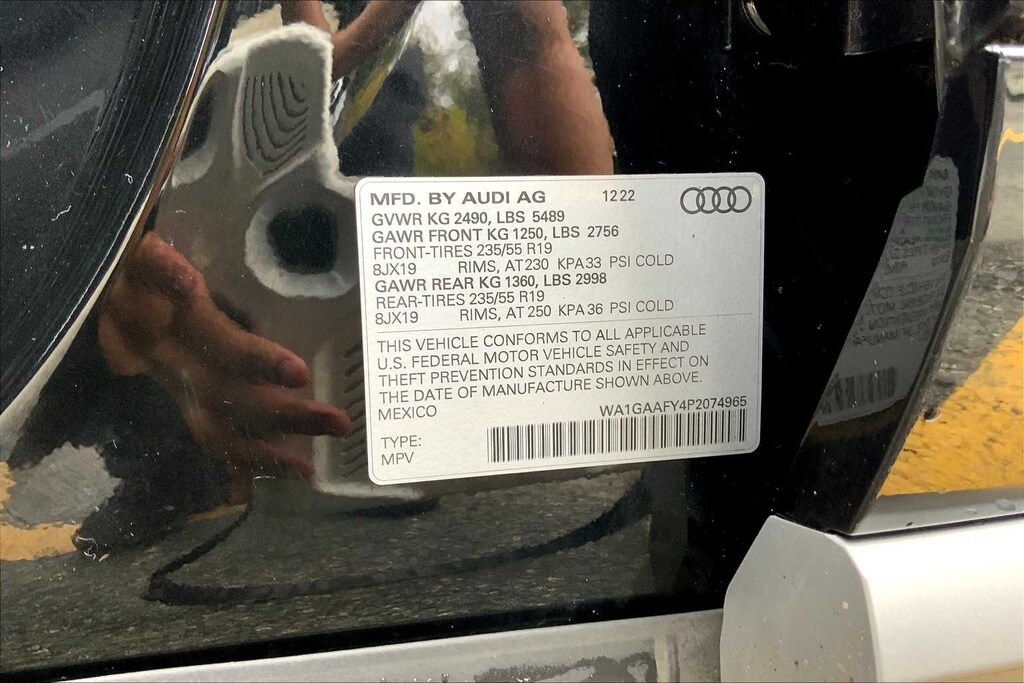 MFD. BY AUDI AG 12 22
GVWR KG 2490, LBS 5489
GAWR FRONT KG 1250, LBS 2756
FRONT-TIRES 235/55 R19
8JX19 RIMS, AT 230 KPA 33 PSI COLD
GAWR REAR KG 1360, LBS 2998
REAR-TIRES 235/55 R19
8JX19 RIMS, AT 250 KPA 36 PSI COLD
THIS VEHICLE CONFORMS TO ALL APPLICABLE
U.S. FEDERAL MOTOR VEHICLE SAFETY AND
THEFT PREVENTION STANDARDS IN EFFECT ON
THE DATE OF MANUFACTURE SHOWN ABOVE.
MEXICO WA1GAAFY4P2074965
TYPE:
MPV